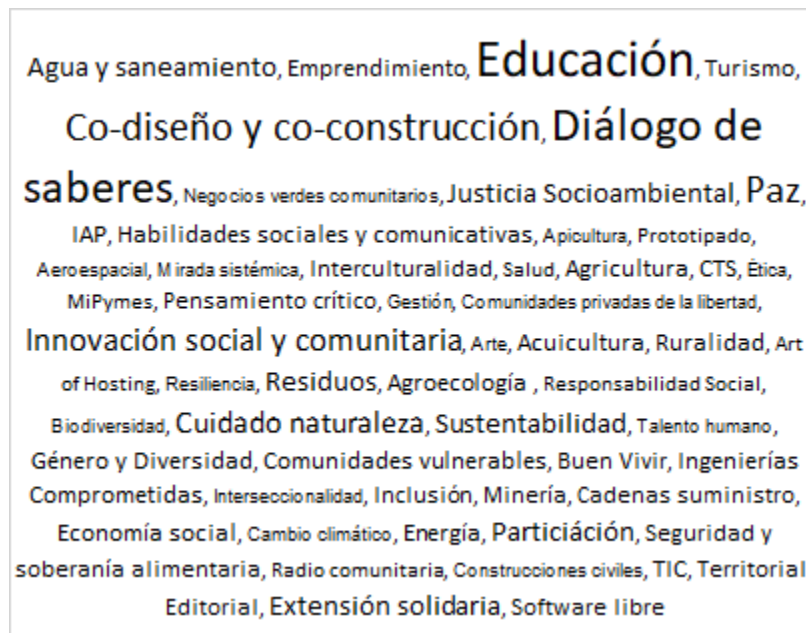 Agua y saneamiento, Emprendimiento, Educación, Turismo,
Co-diseño y co-construcción, Diálogo de
saberes, Negocios verdes comunitarios, Justicia Socioambiental, Paz,
IAP, Habilidades sociales y comunicativas, Apicultura, Prototipado,
Aeroespacial, Mirada sistémica, Interculturalidad, Salud, Agricultura, CTS, Ética,
MiPymes, Pensamiento crítico, Gestión, Comunidades privadas de la libertad,
Innovación social y comunitaria, Arte, Acuicultura, Ruralidad, Art
of Hosting, Resiliencia, Residuos, Agroecología , Responsabilidad Social,
Biodiversidad, Cuidado naturaleza, Sustentabilidad, Talento humano,
Género y Diversidad, Comunidades vulnerables, Buen Vivir, Ingenierías
Comprometidas, Interseccionalidad, Inclusión, Minería, Cadenas suministro,
Economía social, Cambio climático, Energía, Particiáción, Seguridad y
soberanía alimentaria, Radio comunitaria, Construcciones civiles, TIC, Territorial
Editorial, Extensión solidaria, Software libre